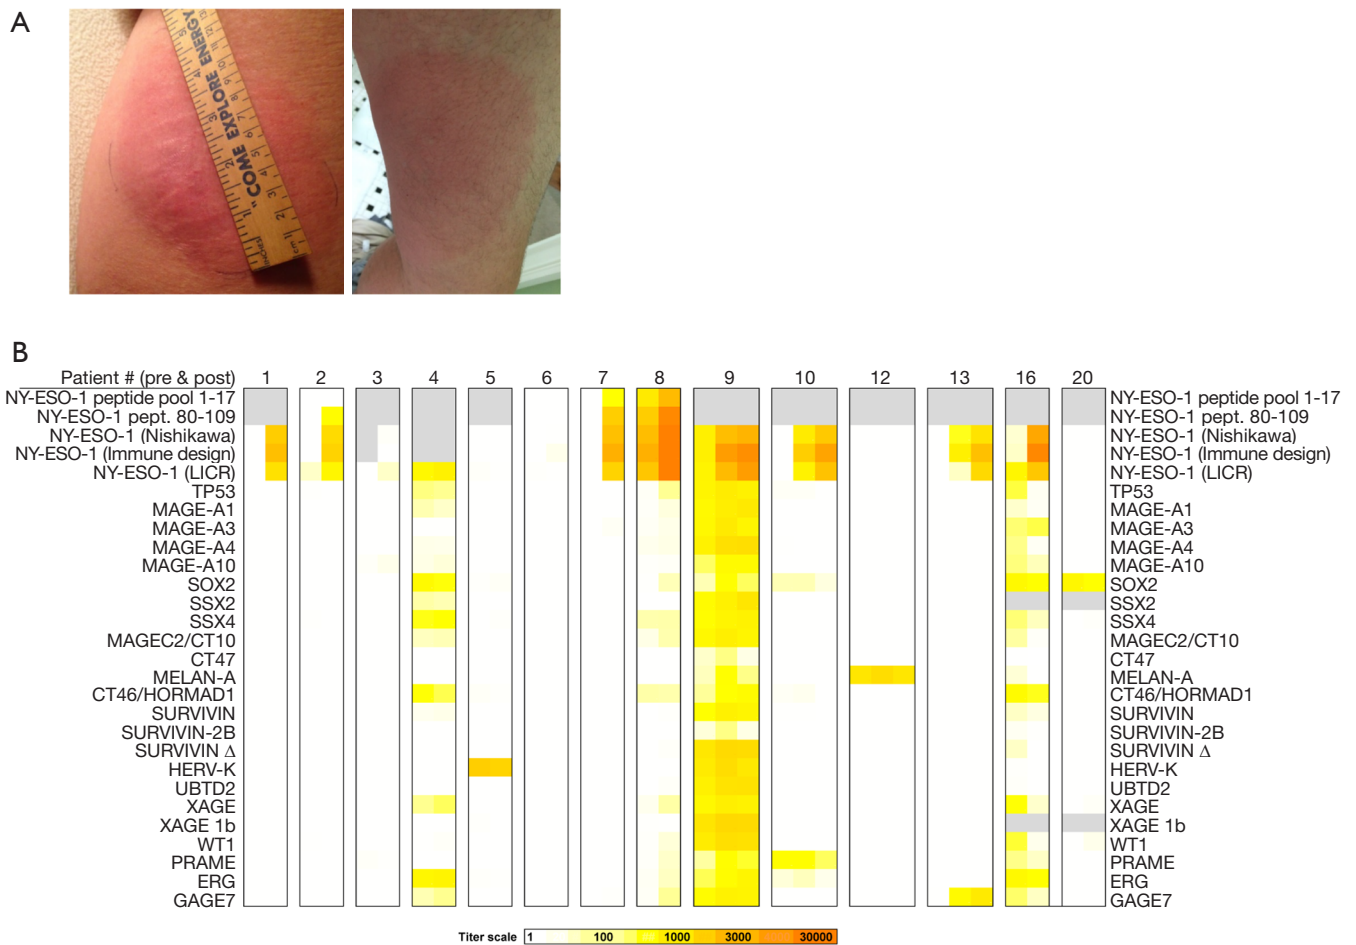 A
"COME EXPLORE ENERGY
INCHES
cm
B
Patient # (pre & post) 1 2 3 4 5 6 7 8 9 10 12 13 16 20
NY-ESO-1 peptide pool 1-17 NY-ESO-1 peptide pool 1-17
NY-ESO-1 pept. 80-109 NY-ESO-1 pept. 80-109
NY-ESO-1 (Nishikawa) NY-ESO-1 (Nishikawa)
NY-ESO-1 (Immune design) NY-ESO-1 (Immune design)
NY-ESO-1 (LICR) NY-ESO-1 (LICR)
TP53 TP53
MAGE-A1 MAGE-A1
MAGE-A3 MAGE-A3
MAGE-A4 MAGE-A4
MAGE-A10 MAGE-A10
SOX2 SOX2
SSX2 SSX2
SSX4 SSX4
MAGEC2/CT10 MAGEC2/CT10
CT47 CT47
MELAN-A MELAN-A
CT46/HORMAD1 CT46/HORMAD1
SURVIVIN SURVIVIN
SURVIVIN-2B SURVIVIN-2B
SURVIVIN Δ SURVIVIN Δ
HERV-K HERV-K
UBTD2 UBTD2
XAGE XAGE
XAGE 1b XAGE 1b
WT1 WT1
PRAME PRAME
ERG ERG
GAGE7 GAGE7
Titer scale 1 100 1000 3000 30000